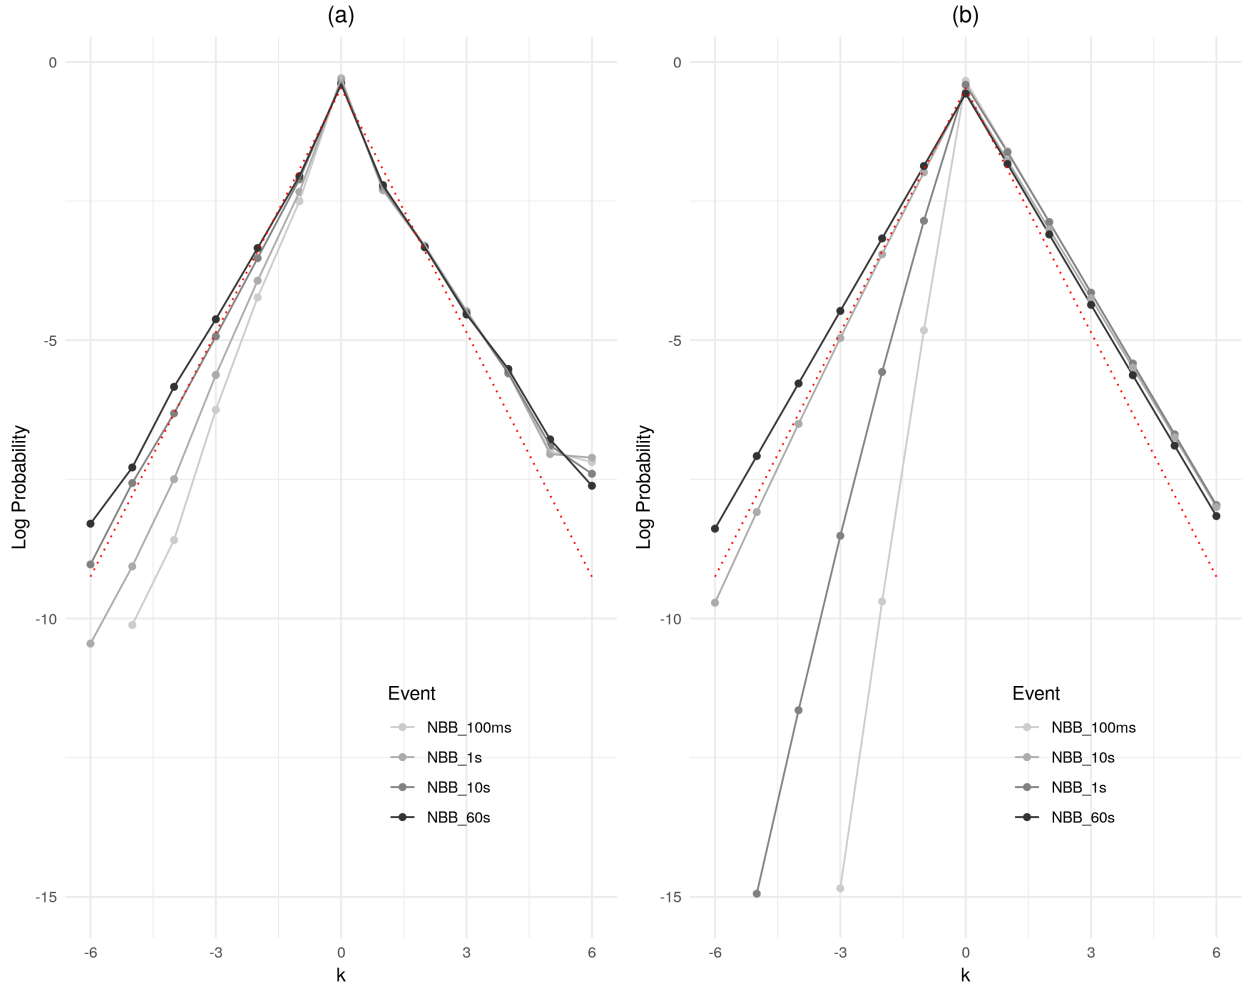 (a)
0
-5
-10
-15
Log Probability
-6
-3
0
3
6
k
Event
NBB_100ms
NBB_1s
NBB_10s
NBB_60s
(b)
0
-5
-10
-15
Log Probability
-6
-3
0
3
6
k
Event
NBB_100ms
NBB_10s
NBB_1s
NBB_60s